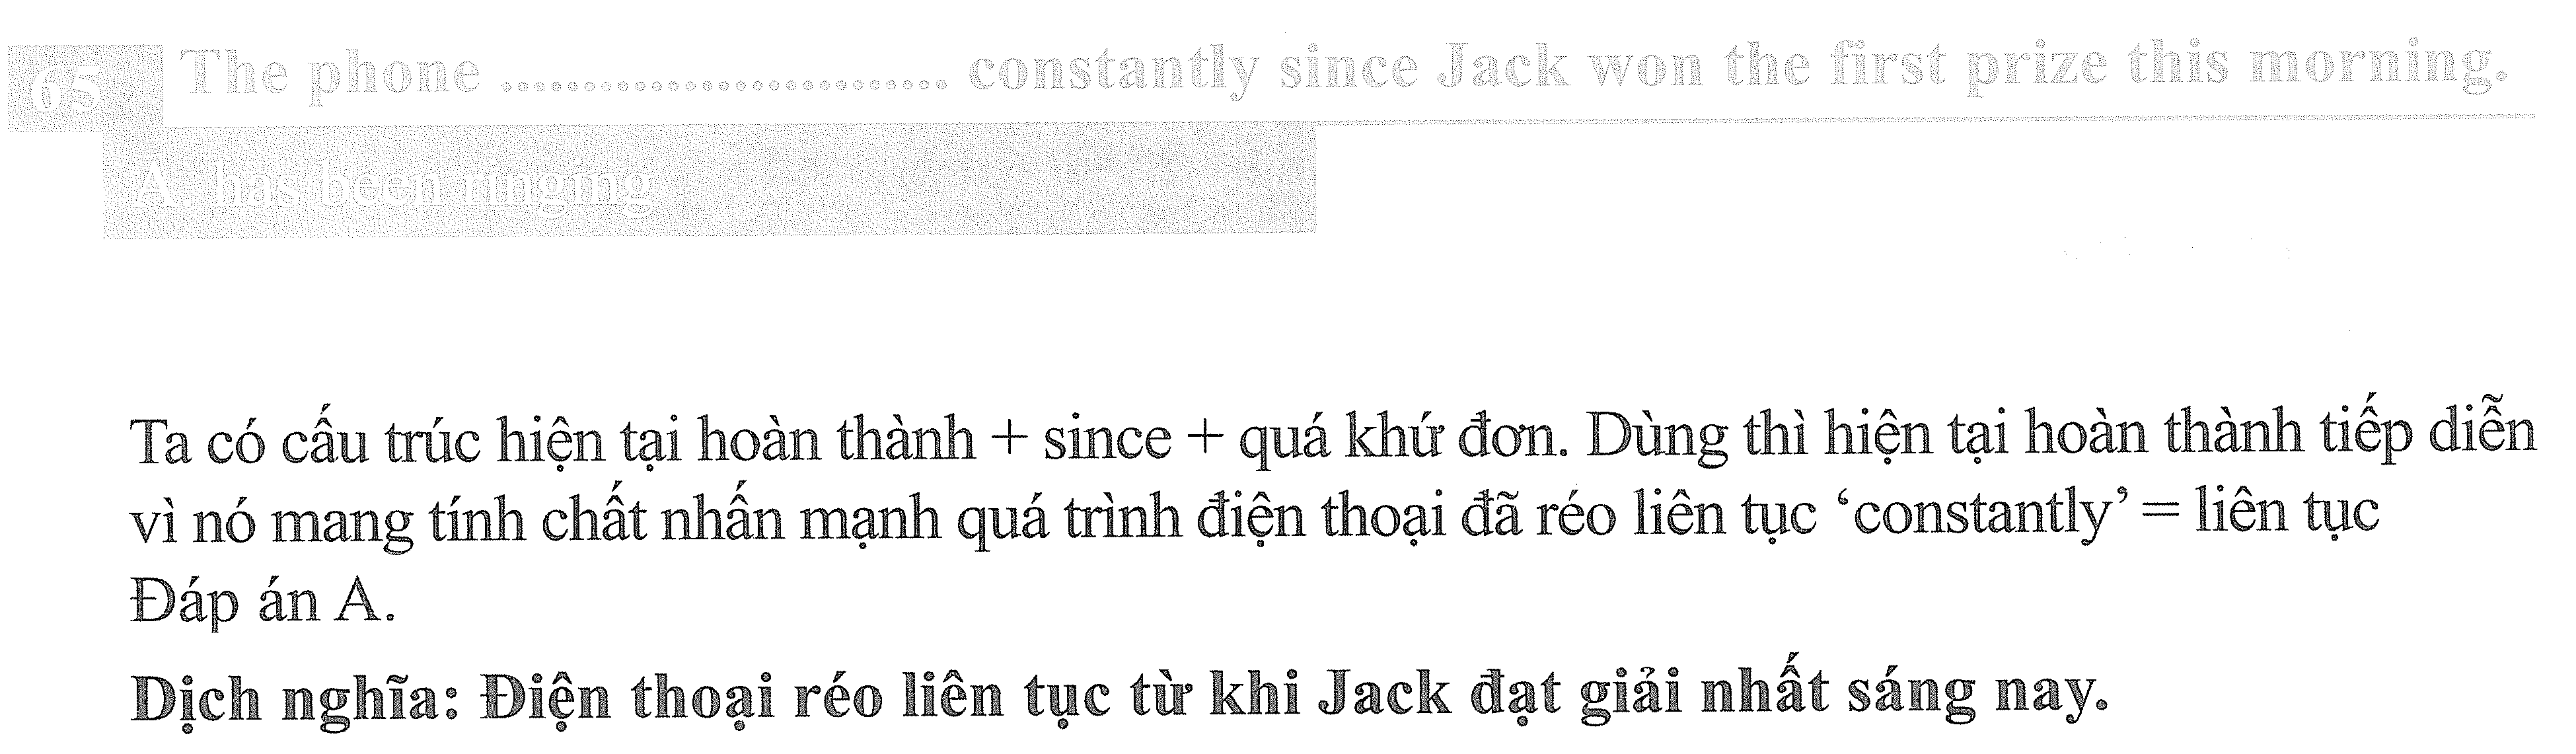 65 The phone ........................... constantly since Jack won the first prize this morning.
A. has been ringing
Ta có cấu trúc hiện tại hoàn thành + since + quá khứ đơn. Dùng thì hiện tại hoàn thành tiếp diễn
vì nó mang tính chất nhấn mạnh quá trình điện thoại đã réo liên tục ‘constantly’ = liên tục
Đáp án A.
Dịch nghĩa: Điện thoại réo liên tục từ khi Jack đạt giải nhất sáng nay.